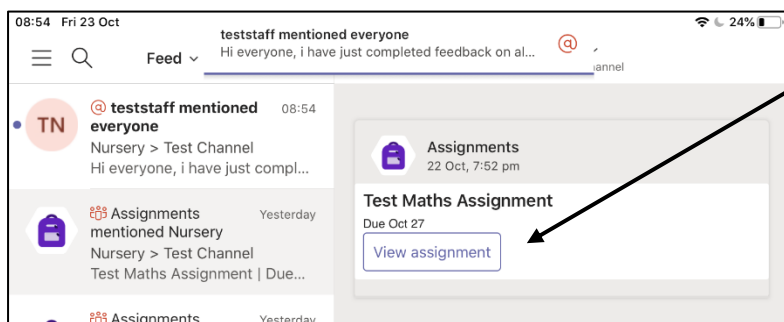 08:54 Fri 23 Oct
24%
teststaff mentioned everyone
Hi everyone, i have just completed feedback on al...
Feed
annel
TN
teststaff mentioned 08:54
everyone
Nursery > Test Channel
Hi everyone, i have just compl...
Assignments Yesterday
mentioned Nursery
Nursery > Test Channel
Test Maths Assignment | Due...
Assignments Yesterday
Assignments
22 Oct, 7:52 pm
Test Maths Assignment
Due Oct 27
View assignment